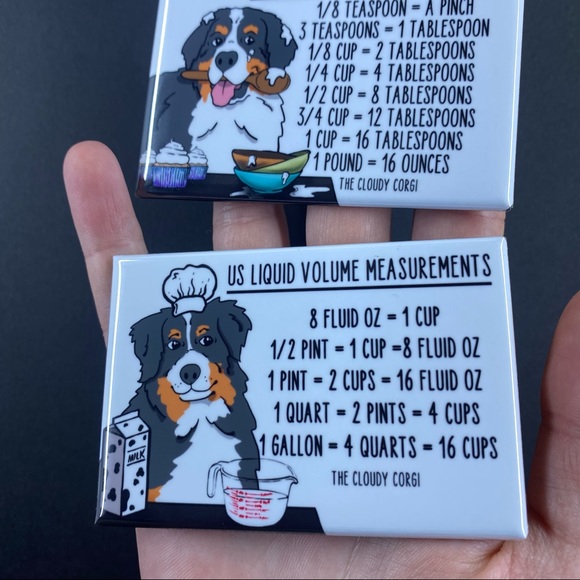 1/8 TEASPOON = A PINCH
3 TEASPOONS = 1 TABLESPOON
1/8 CUP = 2 TABLESPOONS
1/4 CUP = 4 TABLESPOONS
1/2 CUP = 8 TABLESPOONS
3/4 CUP = 12 TABLESPOONS
1 CUP = 16 TABLESPOONS
1 POUND = 16 OUNCES
THE CLOUDY CORGI
US LIQUID VOLUME MEASUREMENTS
8 FLUID OZ = 1 CUP
1/2 PINT = 1 CUP =8 FLUID OZ
1 PINT = 2 CUPS = 16 FLUID OZ
1 QUART = 2 PINTS = 4 CUPS
1 GALLON = 4 QUARTS = 16 CUPS
THE CLOUDY CORGI
MILK